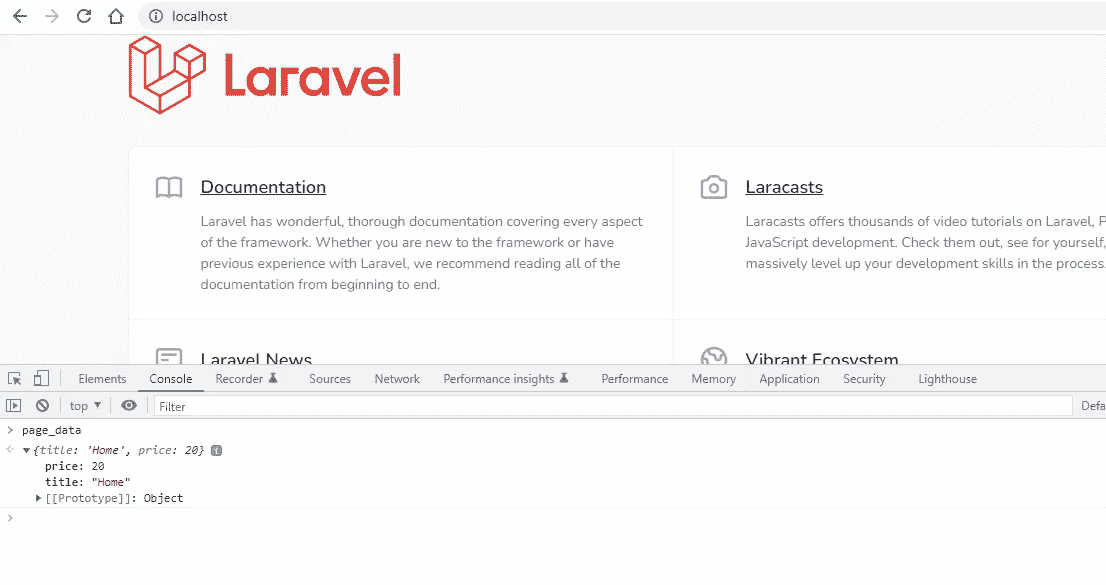 localhost
Laravel
Documentation
Laravel has wonderful, thorough documentation covering every aspect
of the framework. Whether you are new to the framework or have
previous experience with Laravel, we recommend reading all of the
documentation from beginning to end.
Laracasts
Laracasts offers thousands of video tutorials on Laravel, P
JavaScript development. Check them out, see for yourself,
massively level up your development skills in the process.
Laravel News
Vibrant Ecosystem
Elements Console Recorder Sources Network Performance insights Performance Memory Application Security Lighthouse
top ▼ Filter Defa
> page_data
{title: 'Home', price: 20} i
price: 20
title: "Home"
[[Prototype]]: Object
>